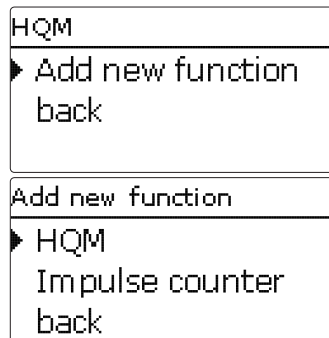 HQM
Add new function
back
Add new function
HQM
Impulse counter
back